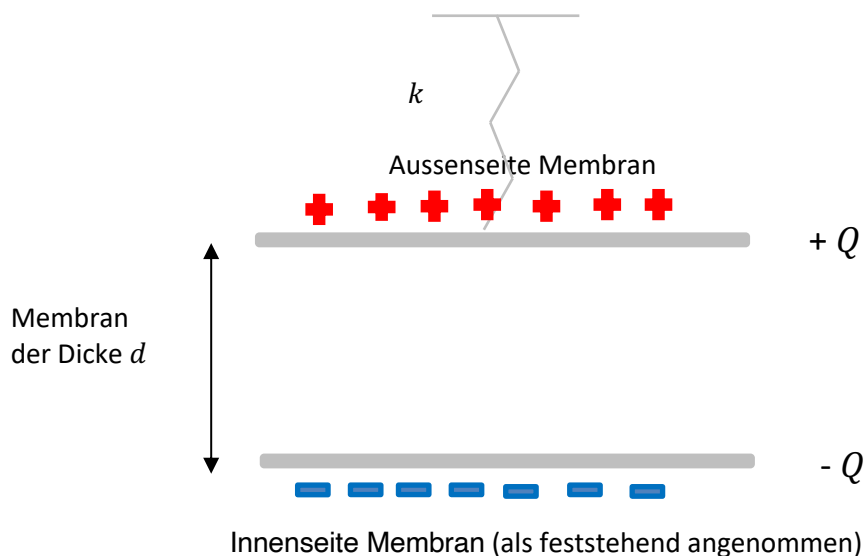 k
Aussenseite Membran
+ Q
Membran
der Dicke d
- Q
Innenseite Membran (als feststehend angenommen)